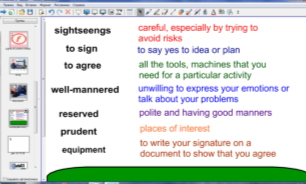 sightseengs
careful, especially by trying to
avoid risks
to sign
to say yes to idea or plan
to agree
all the tools, machines that you
need for a particular activity
well-mannered
unwilling to express your emotions or
talk about your problems
reserved
polite and having good manners
prudent
places of interest
equipment
to write your signature on a
document to show that you agree